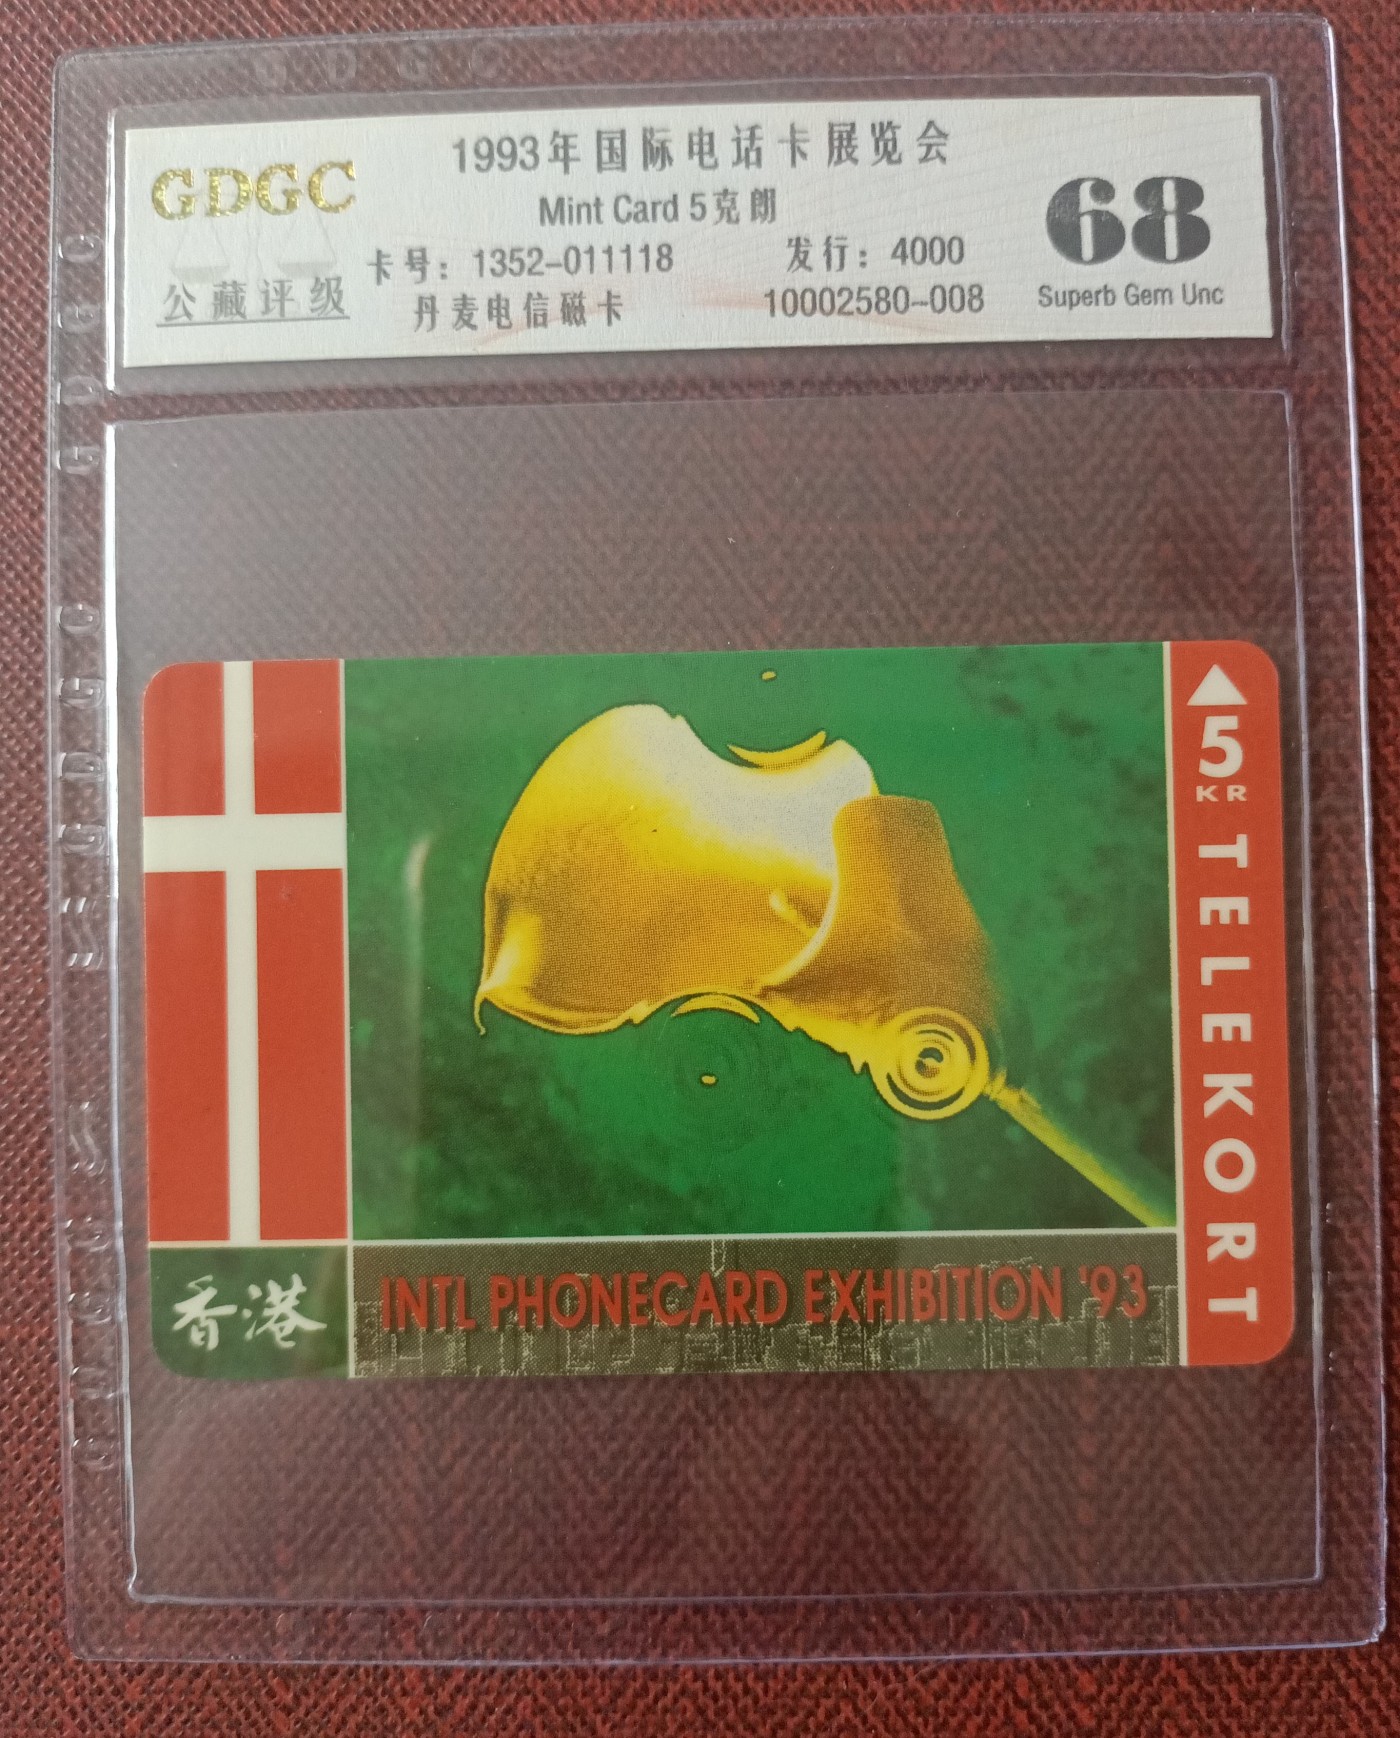 GDGC
公藏评级
1993年国际电话卡展览会
Mint Card 5克朗
卡号：1352-011118 发行：4000
丹麦电信磁卡 10002580-008
68
Superb Gem Unc
5
KR
TELEKORT
香港
INTL PHONECARD EXHIBITION '93